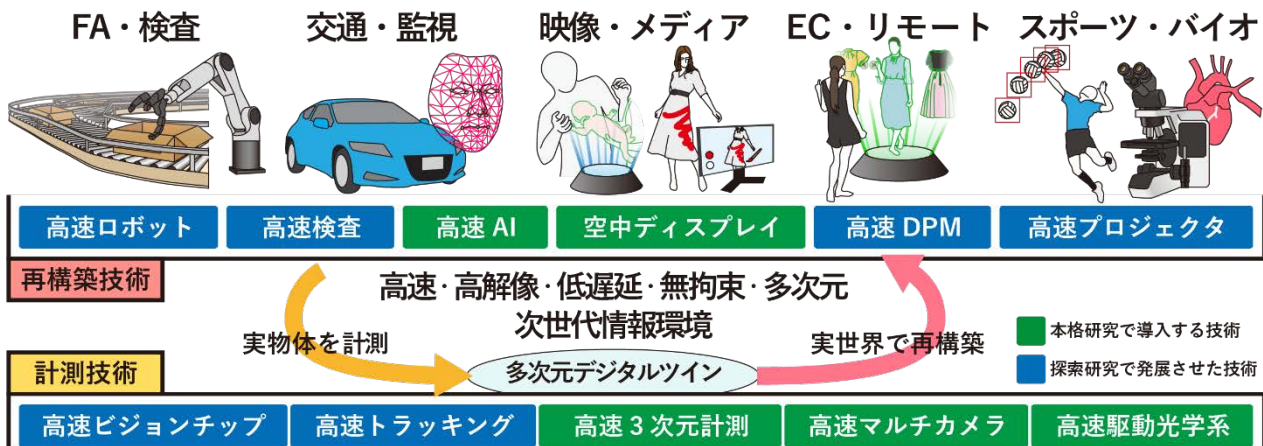 FA・検査
交通・監視
映像・メディア
EC・リモート
スポーツ・バイオ
高速ロボット
高速検査
高速 AI
空中ディスプレイ
高速 DPM
高速プロジェクタ
再構築技術
高速・高解像・低遅延・無拘束・多次元
次世代情報環境
実物体を計測
実世界で再構築
本格研究で導入する技術
探索研究で発展させた技術
計測技術
多次元デジタルツイン
高速ビジョンチップ
高速トラッキング
高速 3 次元計測
高速マルチカメラ
高速駆動光学系